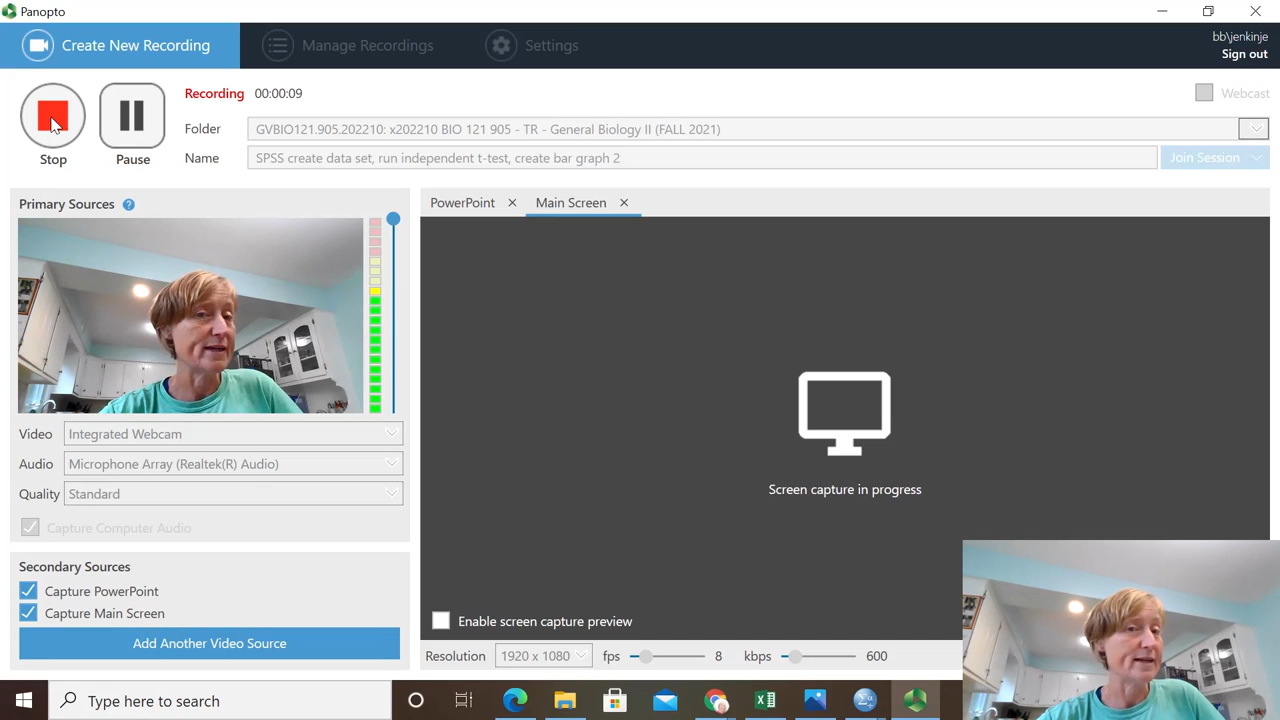 Panopto
Create New Recording
Manage Recordings
Settings
bb\jenkinje
Sign out
Recording 00:00:09
Webcast
Folder GVBIO121.905.202210: x202210 BIO 121 905 - TR - General Biology II (FALL 2021)
Stop
Pause
Name SPSS create data set, run independent t-test, create bar graph 2
Join Session
Primary Sources ?
PowerPoint
Main Screen
Video Integrated Webcam
Audio Microphone Array (Realtek(R) Audio)
Quality Standard
Capture Computer Audio
Screen capture in progress
Secondary Sources
Capture PowerPoint
Capture Main Screen
Add Another Video Source
Enable screen capture preview
Resolution 1920 x 1080 fps 8 kbps 600
Type here to search